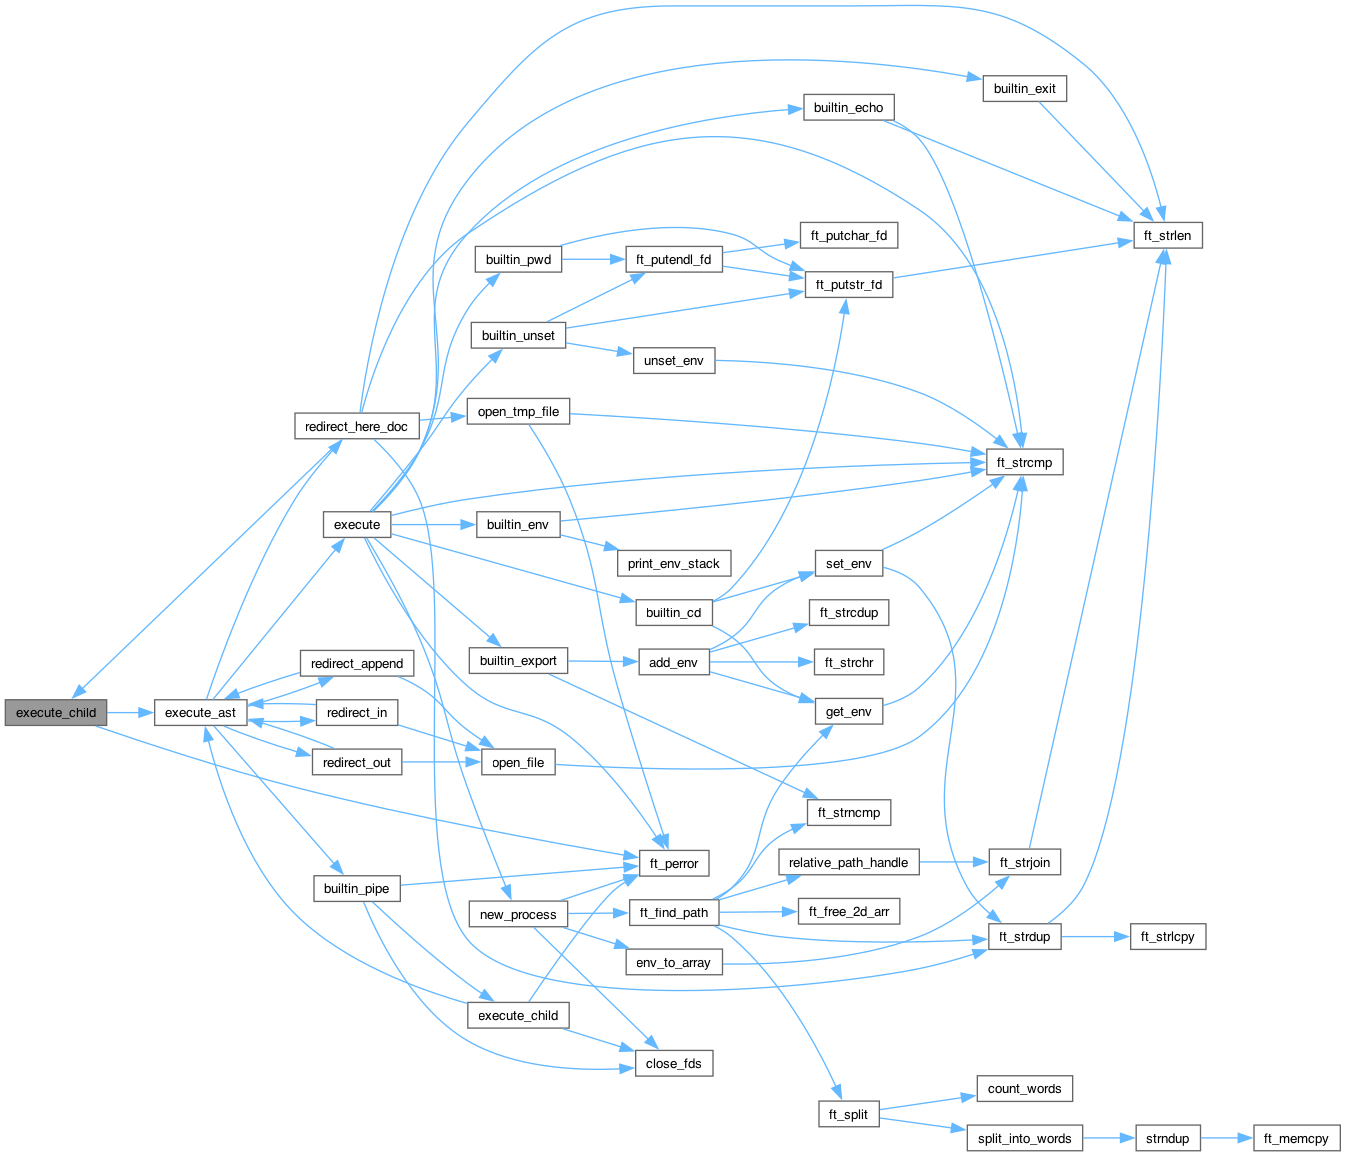 builtin_exit
builtin_echo
ft_putchar_fd
ft_strlen
builtin_pwd
ft_putendl_fd
ft_putstr_fd
builtin_unset
unset_env
open_tmp_file
redirect_here_doc
ft_strcmp
execute
builtin_env
print_env_stack
set_env
builtin_cd
ft_strcdup
redirect_append
builtin_export
add_env
ft_strchr
execute_child
execute_ast
redirect_in
get_env
redirect_out
open_file
ft_strncmp
ft_perror
relative_path_handle
ft_strjoin
builtin_pipe
new_process
ft_find_path
ft_free_2d_arr
ft_strdup
ft_strlcpy
env_to_array
execute_child
close_fds
count_words
ft_split
split_into_words
strndup
ft_memcpy